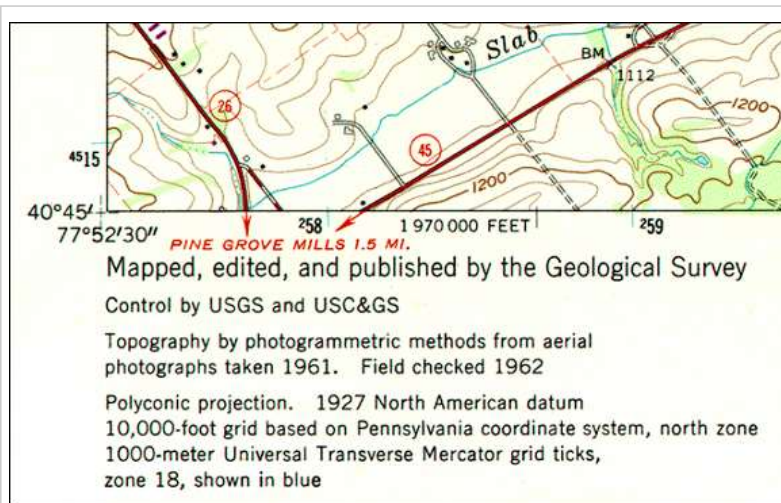 Slab
BM
1112
26
1200
45
4515
1200
40°45'
77°52'30"
258
1 970 000 FEET
259
PINE GROVE MILLS 1.5 MI.
Mapped, edited, and published by the Geological Survey
Control by USGS and USC&GS
Topography by photogrammetric methods from aerial
photographs taken 1961. Field checked 1962
Polyconic projection. 1927 North American datum
10,000-foot grid based on Pennsylvania coordinate system, north zone
1000-meter Universal Transverse Mercator grid ticks,
zone 18, shown in blue